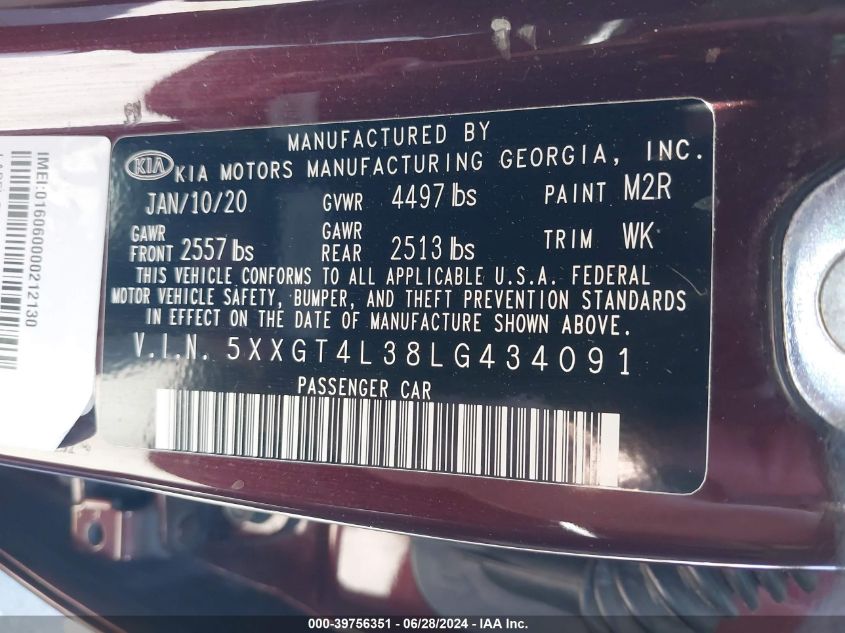 MANUFACTURED BY
KIA KIA MOTORS MANUFACTURING GEORGIA, INC.
JAN/10/20 GVWR 4497 lbs PAINT M2R
GAWR FRONT 2557 lbs GAWR REAR 2513 lbs TRIM WK
THIS VEHICLE CONFORMS TO ALL APPLICABLE U.S.A. FEDERAL
MOTOR VEHICLE SAFETY, BUMPER, AND THEFT PREVENTION STANDARDS
IN EFFECT ON THE DATE OF MANUFACTURE SHOWN ABOVE.
V.I.N. 5XXGT4L38LG434091
PASSENGER CAR
IMEI:016060000212130
000-39756351 - 06/28/2024 - IAA Inc.